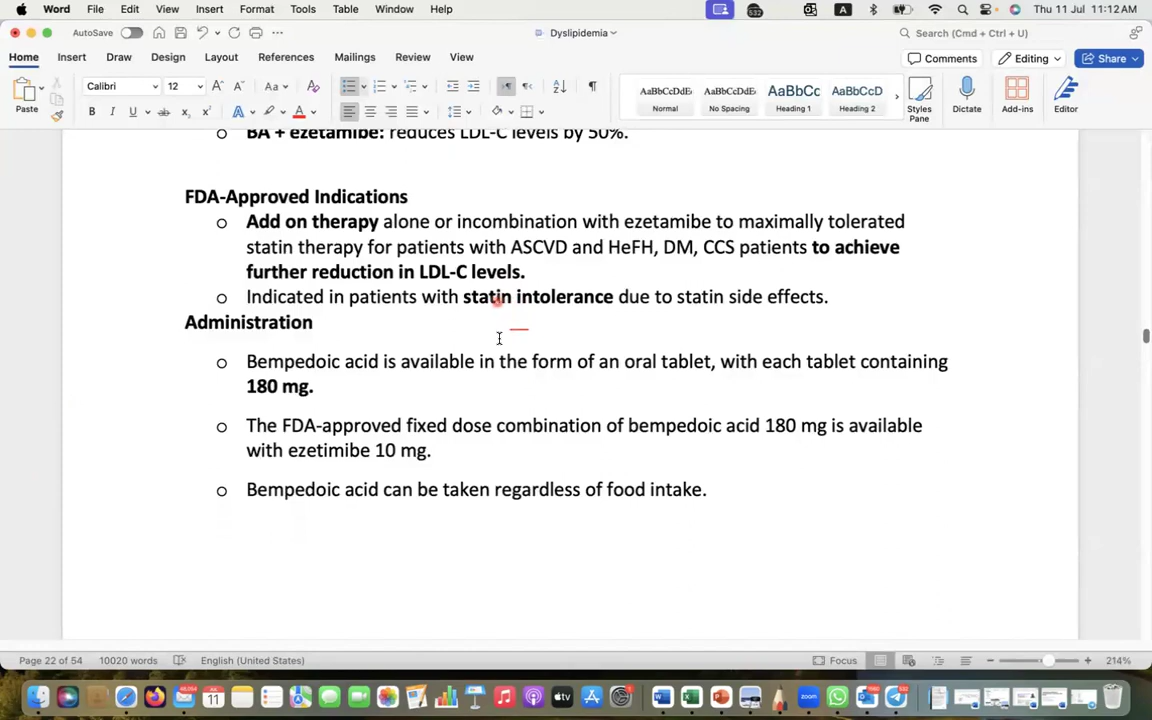 Word File Edit View Insert Format Tools Table Window Help
A
Thu 11 Jul 11:12 AM
AutoSave
Dyslipidemia
Search (Cmd + Ctrl + U)
Home Insert Draw Design Layout References Mailings Review View
Comments Editing Share
Paste
Calibri 12
AaBbCcDdEe AaBbCcDdEe AaBbCc AaBbCcDdEe
Normal No Spacing Heading 1 Heading 2
Styles Pane
Dictate
Add-ins
Editor
BA + ezetamibe: reduces LDL-C levels by 50%.
FDA-Approved Indications
Add on therapy alone or incombination with ezetamibe to maximally tolerated
statin therapy for patients with ASCVD and HeFH, DM, CCS patients to achieve
further reduction in LDL-C levels.
Indicated in patients with statin intolerance due to statin side effects.
Administration
Bempedoic acid is available in the form of an oral tablet, with each tablet containing
180 mg.
The FDA-approved fixed dose combination of bempedoic acid 180 mg is available
with ezetimibe 10 mg.
Bempedoic acid can be taken regardless of food intake.
Page 22 of 54 10020 words English (United States) Focus 214%